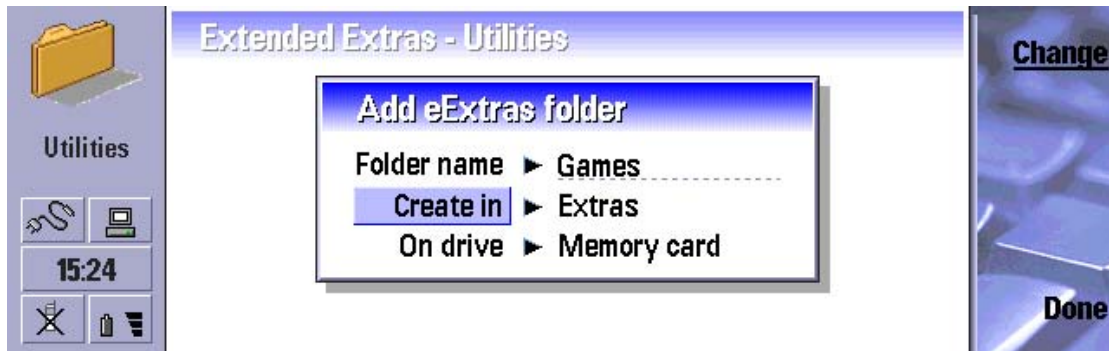 Extended Extras - Utilities
Change
Add eExtras folder
Utilities
Folder name Games
Create in Extras
On drive Memory card
15:24
Done